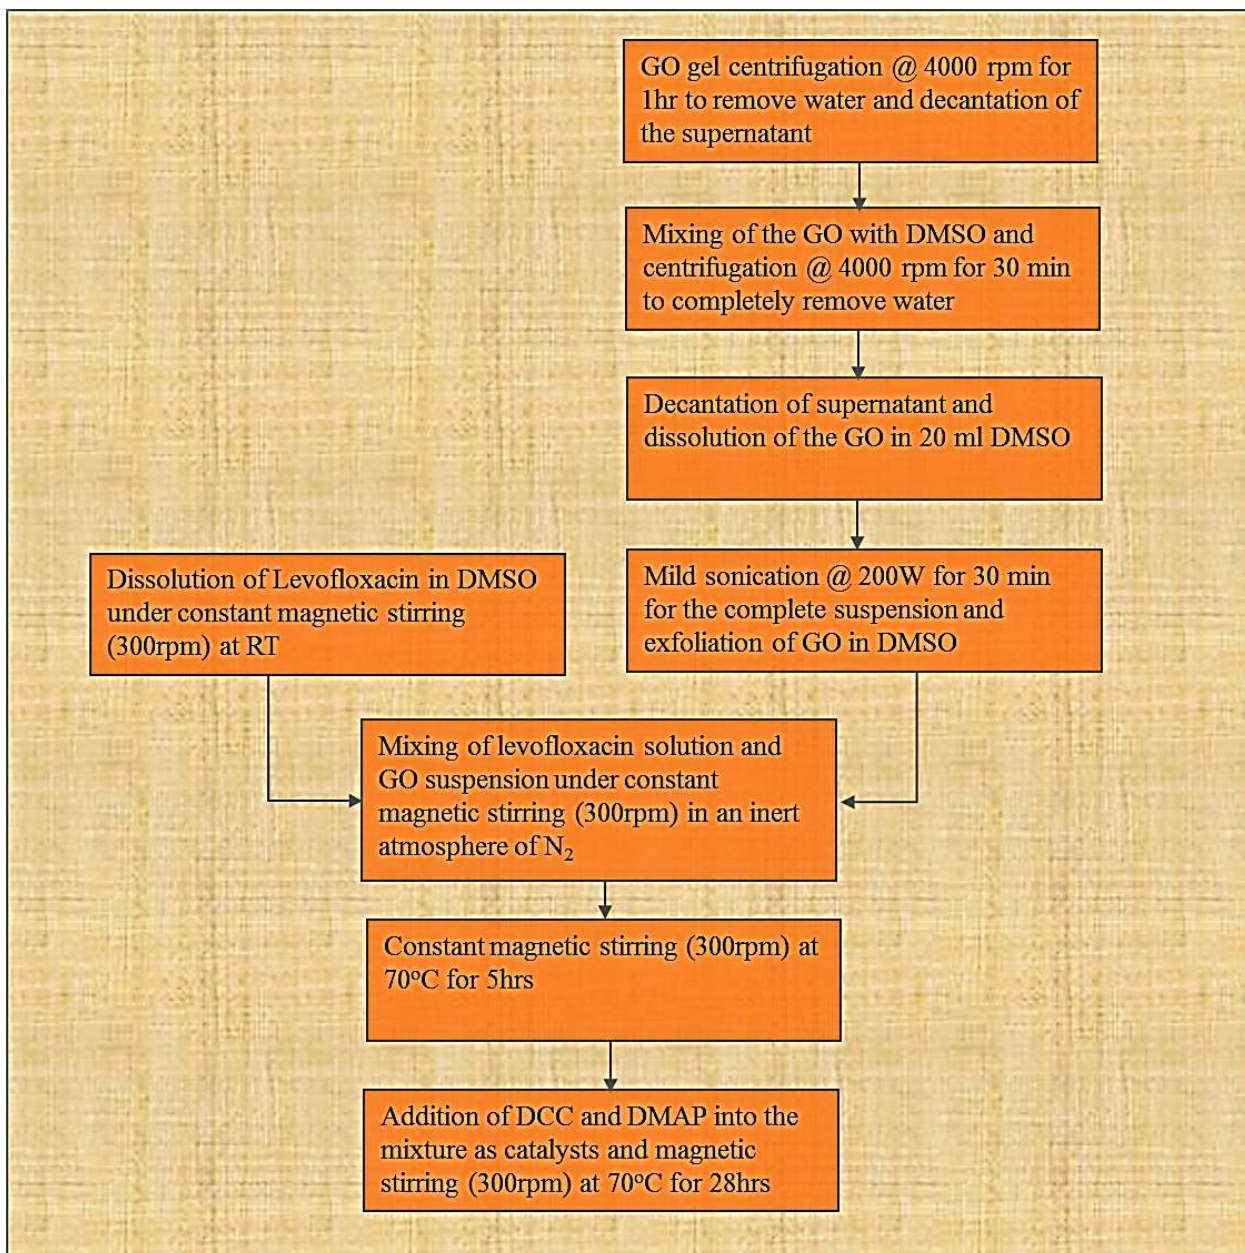 GO gel centrifugation @ 4000 rpm for
1hr to remove water and decantation of
the supernatant
Mixing of the GO with DMSO and
centrifugation @ 4000 rpm for 30 min
to completely remove water
Decantation of supernatant and
dissolution of the GO in 20 ml DMSO
Dissolution of Levofloxacin in DMSO
under constant magnetic stirring
(300rpm) at RT
Mild sonication @ 200W for 30 min
for the complete suspension and
exfoliation of GO in DMSO
Mixing of levofloxacin solution and
GO suspension under constant
magnetic stirring (300rpm) in an inert
atmosphere of N₂
Constant magnetic stirring (300rpm) at
70°C for 5hrs
Addition of DCC and DMAP into the
mixture as catalysts and magnetic
stirring (300rpm) at 70°C for 28hrs